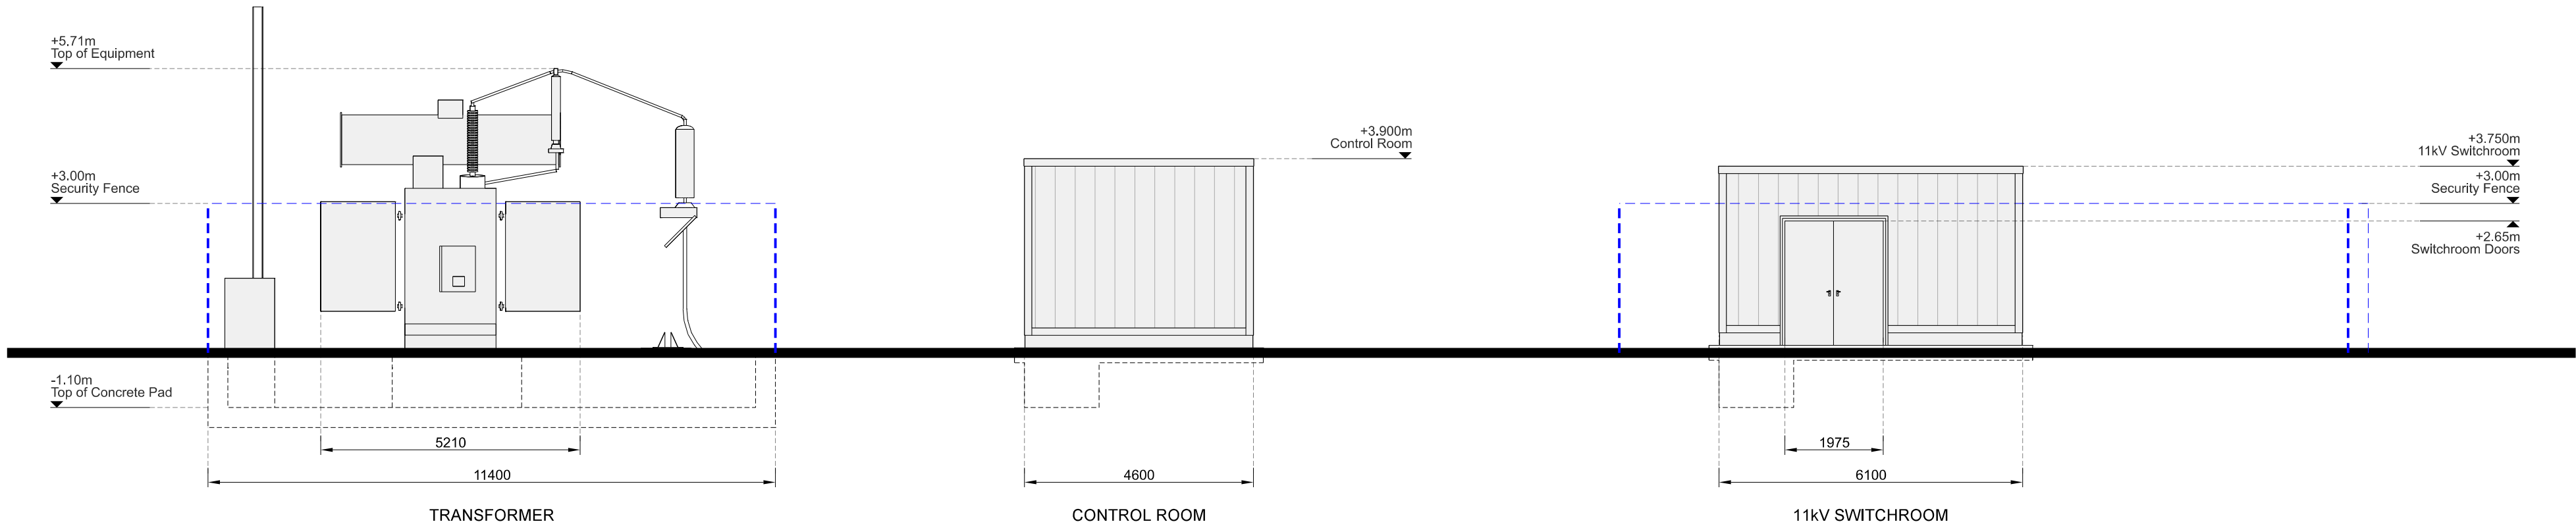 +5.71m
Top of Equipment
+3.00m
Security Fence
-1.10m
Top of Concrete Pad
5210
11400
TRANSFORMER
+3.900m
Control Room
4600
CONTROL ROOM
+3.750m
11kV Switchroom
+3.00m
Security Fence
+2.65m
Switchroom Doors
1975
6100
11kV SWITCHROOM